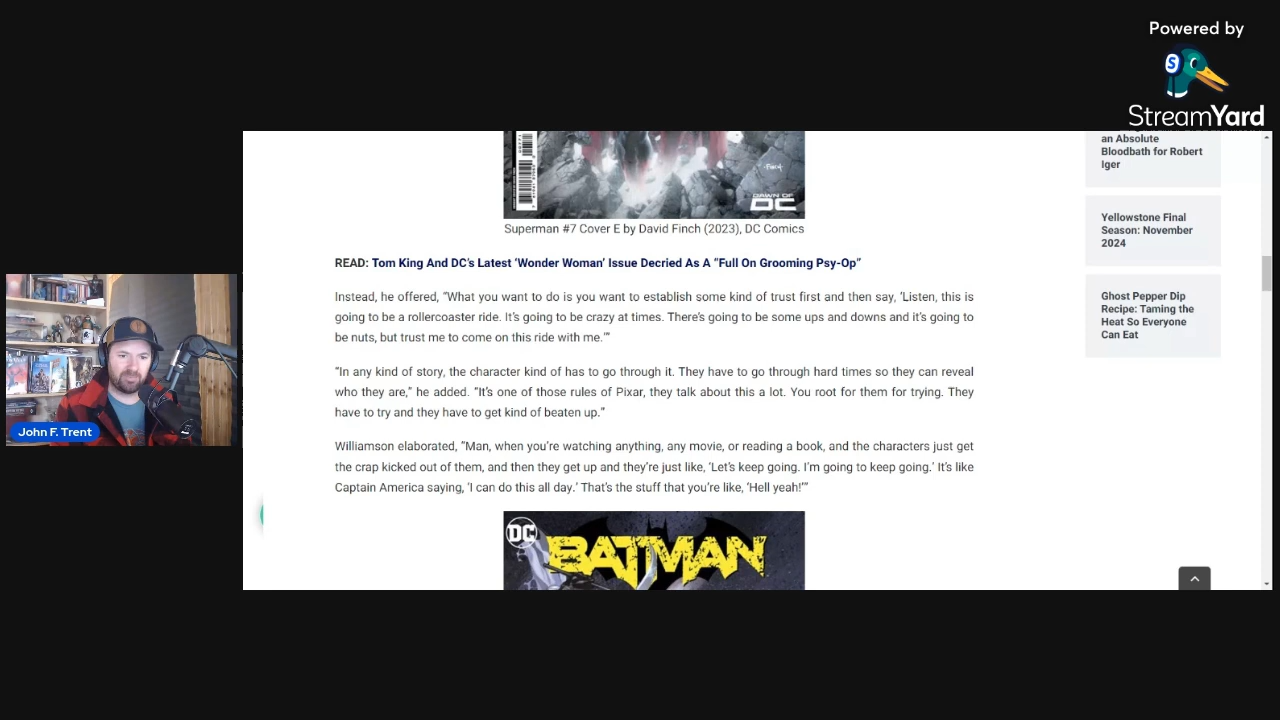 Powered by
S
StreamYard
DAWN OF
DC
Superman #7 Cover E by David Finch (2023), DC Comics
READ: Tom King And DC's Latest ‘Wonder Woman’ Issue Decried As A “Full On Grooming Psy-Op”
Instead, he offered, “What you want to do is you want to establish some kind of trust first and then say, ‘Listen, this is
going to be a rollercoaster ride. It’s going to be crazy at times. There’s going to be some ups and downs and it’s going to
be nuts, but trust me to come on this ride with me.’”
“In any kind of story, the character kind of has to go through it. They have to go through hard times so they can reveal
who they are,” he added. “It’s one of those rules of Pixar, they talk about this a lot. You root for them for trying. They
have to try and they have to get kind of beaten up.”
Williamson elaborated, “Man, when you’re watching anything, any movie, or reading a book, and the characters just get
the crap kicked out of them, and then they get up and they’re just like, ‘Let’s keep going. I’m going to keep going.’ It’s like
Captain America saying, ‘I can do this all day.’ That’s the stuff that you’re like, ‘Hell yeah!’”
DC
BATMAN
an Absolute
Bloodbath for Robert
Iger
Yellowstone Final
Season: November
2024
Ghost Pepper Dip
Recipe: Taming the
Heat So Everyone
Can Eat
John F. Trent